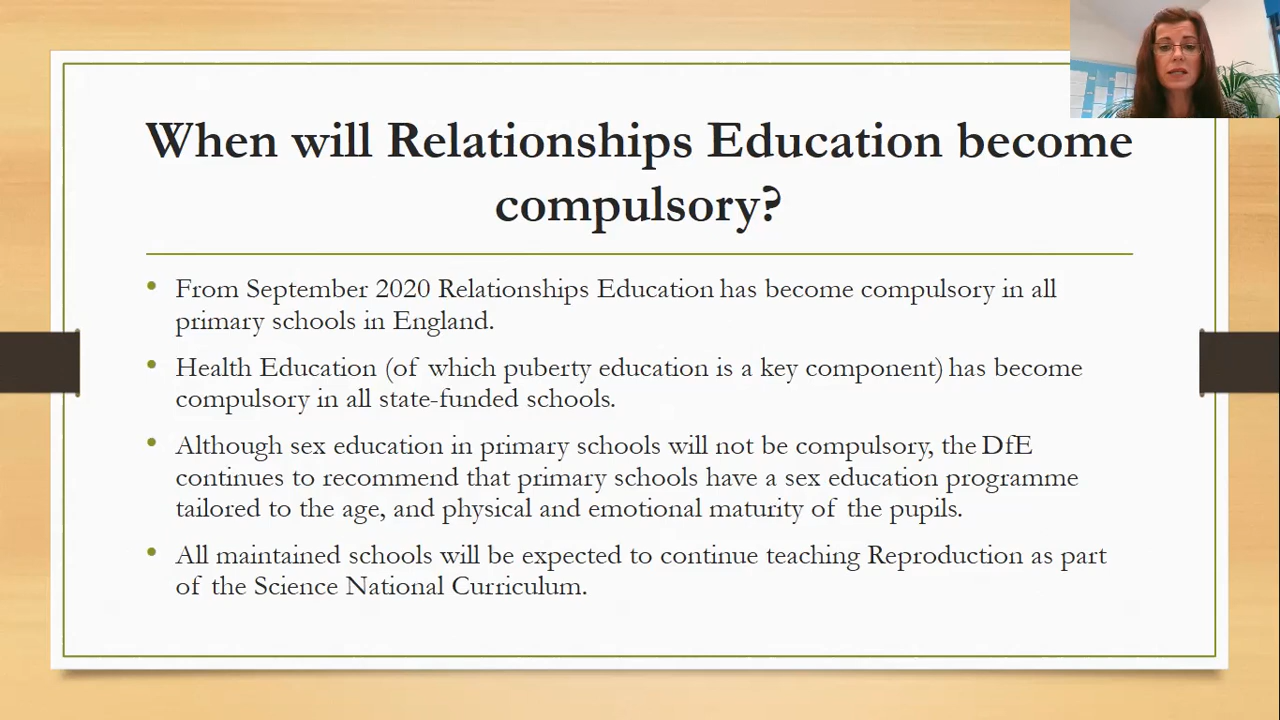 When will Relationships Education become
compulsory?
• From September 2020 Relationships Education has become compulsory in all
primary schools in England.
• Health Education (of which puberty education is a key component) has become
compulsory in all state-funded schools.
• Although sex education in primary schools will not be compulsory, the DfE
continues to recommend that primary schools have a sex education programme
tailored to the age, and physical and emotional maturity of the pupils.
• All maintained schools will be expected to continue teaching Reproduction as part
of the Science National Curriculum.